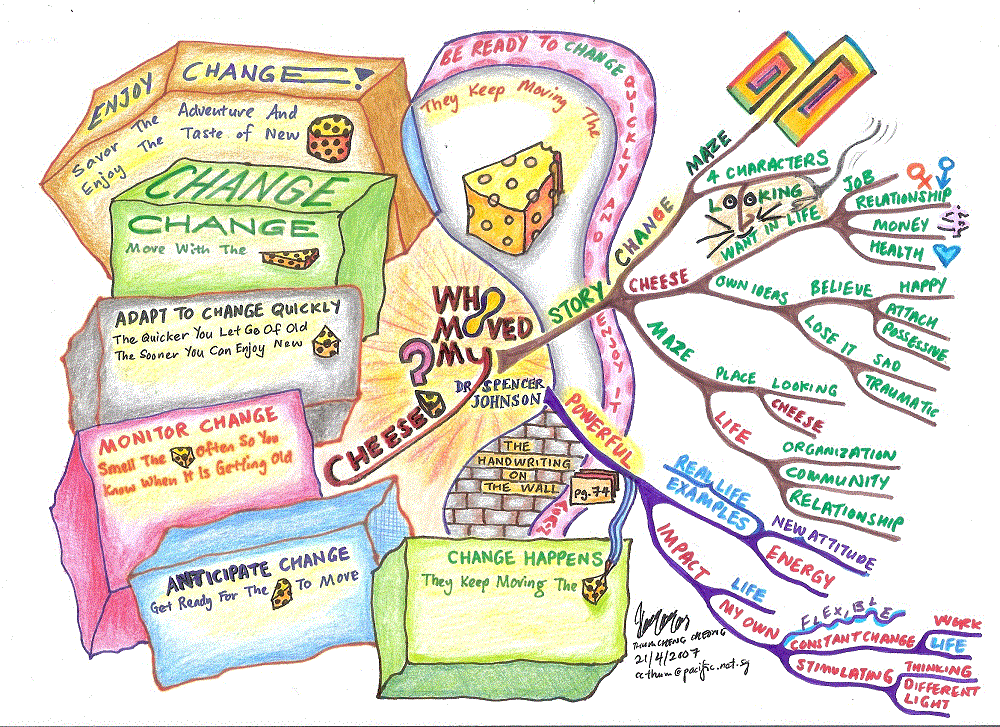 WHO
MOVED
MY
CHEESE?
DR SPENCER
JOHNSON
BE READY TO CHANGE QUICKLY AND ENJOY IT
They Keep Moving The
ENJOY CHANGE!
Savor The Adventure And
Enjoy The Taste of New
CHANGE
CHANGE
Move With The
ADAPT TO CHANGE QUICKLY
The Quicker You Let Go Of Old
The Sooner You Can Enjoy New
MONITOR CHANGE
Smell The Often So You
Know When It Is Getting Old
ANTICIPATE CHANGE
Get Ready For The To Move
CHANGE HAPPENS
They Keep Moving The
THE
HANDWRITING
ON
THE WALL
Pg.74
STORY
CHANGE
MAZE
4 CHARACTERS
CHEESE
LOOKING
WANT IN LIFE
JOB
RELATIONSHIP
MONEY
HEALTH
OWN IDEAS
BELIEVE
HAPPY
ATTACH
POSSESSIVE
LOSE IT
SAD
TRAUMATIC
MAZE
PLACE
LOOKING
CHEESE
LIFE
ORGANIZATION
COMMUNITY
RELATIONSHIP
POWERFUL
REAL LIFE
EXAMPLES
NEW ATTITUDE
ENERGY
IMPACT
LIFE
MY OWN
FLEXIBLE
CONSTANT CHANGE
WORK
LIFE
STIMULATING
THINKING
DIFFERENT
LIGHT
THUM CHENG CHEONG
21/4/2007
ccthum@pacific.net.sg